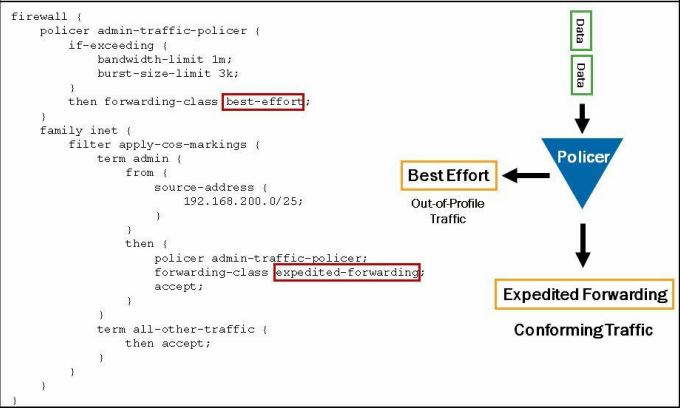 firewall {
policer admin-traffic-policer {
if-exceeding {
bandwidth-limit 1m;
burst-size-limit 3k;
}
then forwarding-class best-effort;
}
family inet {
filter apply-cos-markings {
term admin {
from {
source-address {
192.168.200.0/25;
}
}
then {
policer admin-traffic-policer;
forwarding-class expedited-forwarding;
accept;
}
}
term all-other-traffic {
then accept;
}
}
}
}
Data
Data
Policer
Best Effort
Out-of-Profile
Traffic
Expedited Forwarding
Conforming Traffic